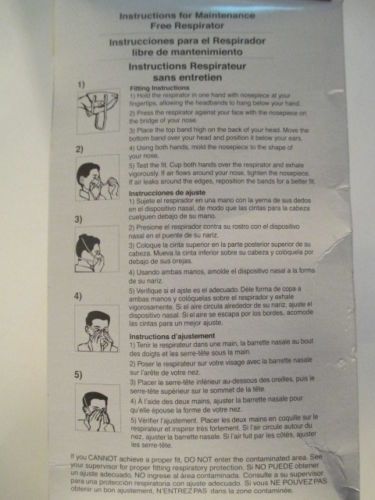 Instructions for Maintenance
Free Respirator
Instrucciones para el Respirador
libre de mantenimiento
Instructions Respirateur
sans entretien
1)
Fitting Instructions
1) Hold the respirator in one hand with nosepiece at your
fingertips, allowing the headbands to hang below your hand.
2) Press the respirator against your face with the nosepiece on
the bridge of your nose.
3) Place the top band high on the back of your head. Move the
bottom band over your head and position it below your ears.
2)
4) Using both hands, mold the nosepiece to the shape of
your nose.
5) Test the fit. Cup both hands over the respirator and exhale
vigorously. If air flows around your nose, tighten the nosepiece.
If air leaks around the edges, reposition the bands for a better fit.
Instrucciones de ajuste
1) Sujete el respirador en una mano con la yerna de sus dedos
en el dispositivo nasal, de modo que las cintas para la cabeza
cuelguen debajo de su mano.
3)
2) Presione el respirador contra su rostro con el dispositivo
nasal en el puente de su nariz.
3) Coloque la cinta superior en la parte posterior superior de su
cabeza. Mueva la cinta inferior sobre su cabeza y colóquela por
debajo de sus orejas.
4) Usando ambas manos, amolde el dispositivo nasal a la forma
de su nariz.
4)
5) Verifique si el ajste es el adecuado. Déle forma de copa a
ambas manos y colóquelas sobre el respirador y exhale
vigorosamente. Si el aire circula alrededor de su nariz, ajuste el
dispositivo nasal. Si el aire se escapa por los bordes, acomode
las cintas para un mejor ajuste.
Instructions d'ajustement
1) Tenir le respirateur dans une main, la barrette nasale au bout
des doigts et les serre-tête sous la main.
5)
2) Poser le respirateur sur votre visage avec la barrette nasale
sur l'arête de votre nez.
3) Placer la serre-tête inférieur au-dessous des oreilles, puis le
serre-tête supérieur sur le sommet de la tête.
4) À l'aide des deux mains, ajuster la barrette nasale pour
qu'elle épouse la forme de votre nez.
5) Vérifier l'ajustement. Placer les deux mains en coquille sur le
respirateur et inspirer très fortement. Si l'air circule autour du
nez, ajuster la barrette nasale. Si l'air fuit par les côtés, ajuster
les serre-tête.
If you CANNOT achieve a proper fit, DO NOT enter the contaminated area. See
your supervisor for proper fitting respiratory protection. Si NO PUEDE obtener
un ajuste adecuado, NO ingrese al área contaminada. Consulte a su supervisor
para una protección respiratoria con ajuste adecuado. Si vous NE POUVEZ PAS
obtenir un bon ajustement, N'ENTREZ PAS dans la zone contaminée.